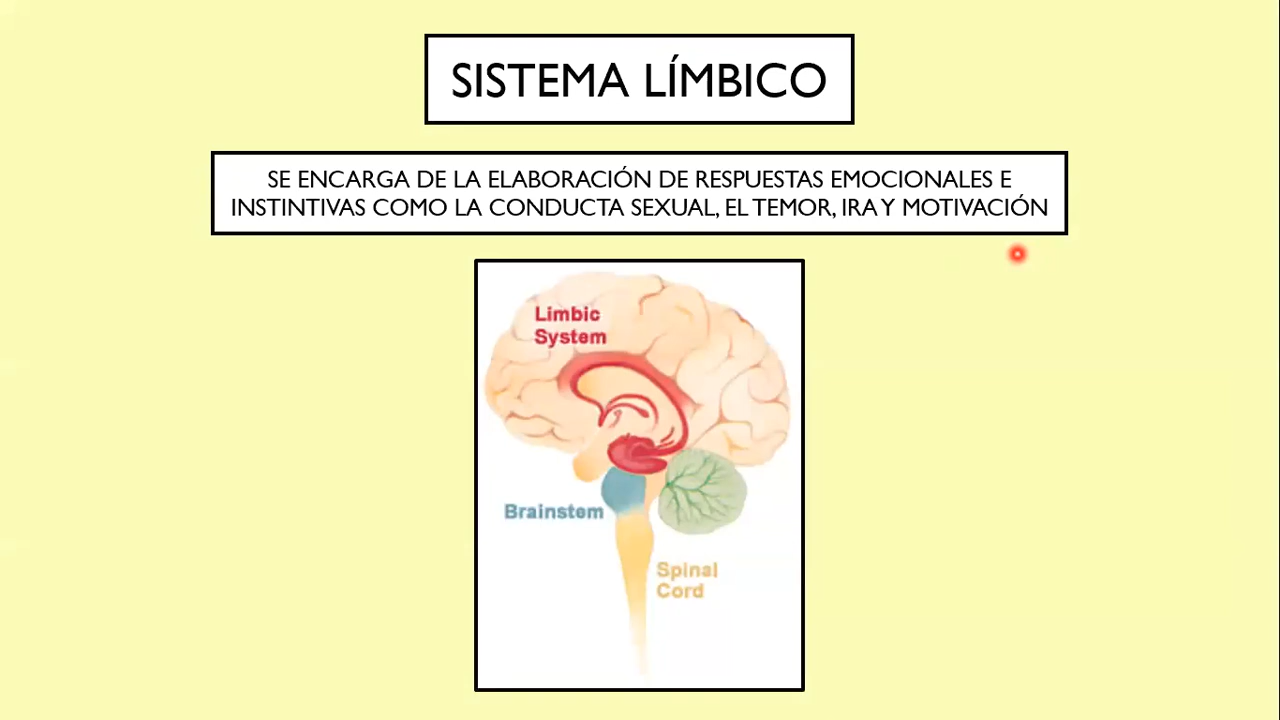 SISTEMA LÍMBICO
SE ENCARGA DE LA ELABORACIÓN DE RESPUESTAS EMOCIONALES E
INSTINTIVAS COMO LA CONDUCTA SEXUAL, EL TEMOR, IRA Y MOTIVACIÓN
Limbic
System
Brainstem
Spinal
Cord